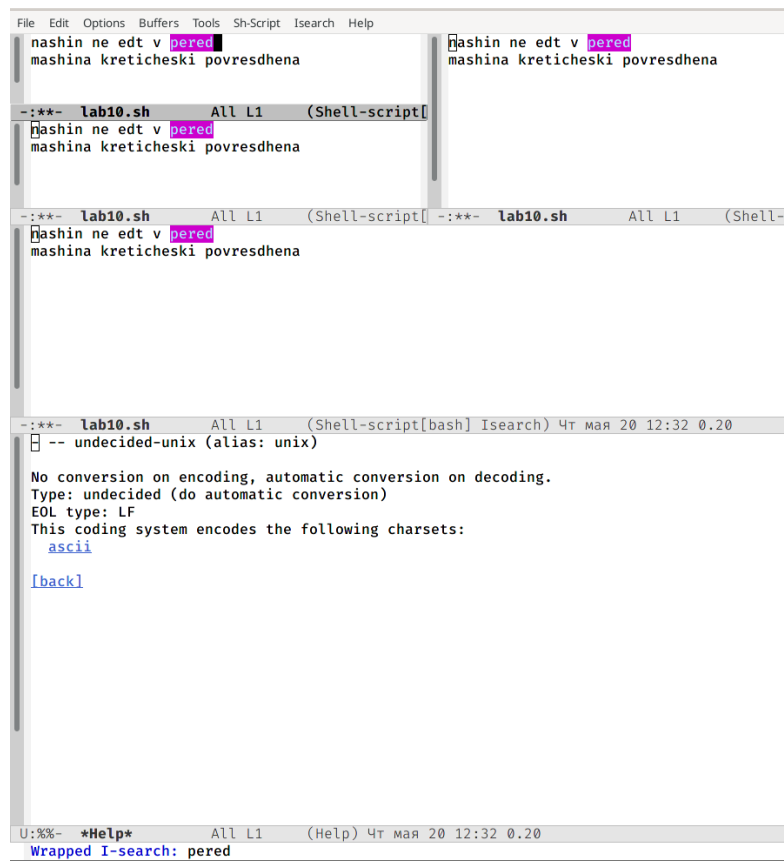 File Edit Options Buffers Tools Sh-Script Isearch Help
nashin ne edt v pered
mashina kreticheski povresdhena
-:**- lab10.sh All L1 (Shell-script[
nashin ne edt v pered
mashina kreticheski povresdhena
-:**- lab10.sh All L1 (Shell-script[
nashin ne edt v pered
mashina kreticheski povresdhena
-:**- lab10.sh All L1 (Shell-
nashin ne edt v pered
mashina kreticheski povresdhena
-:**- lab10.sh All L1 (Shell-script[bash] Isearch) Чт мая 20 12:32 0.20
- -- undecided-unix (alias: unix)
No conversion on encoding, automatic conversion on decoding.
Type: undecided (do automatic conversion)
EOL type: LF
This coding system encodes the following charsets:
ascii
[back]
U:%%- *Help* All L1 (Help) Чт мая 20 12:32 0.20
Wrapped I-search: pered